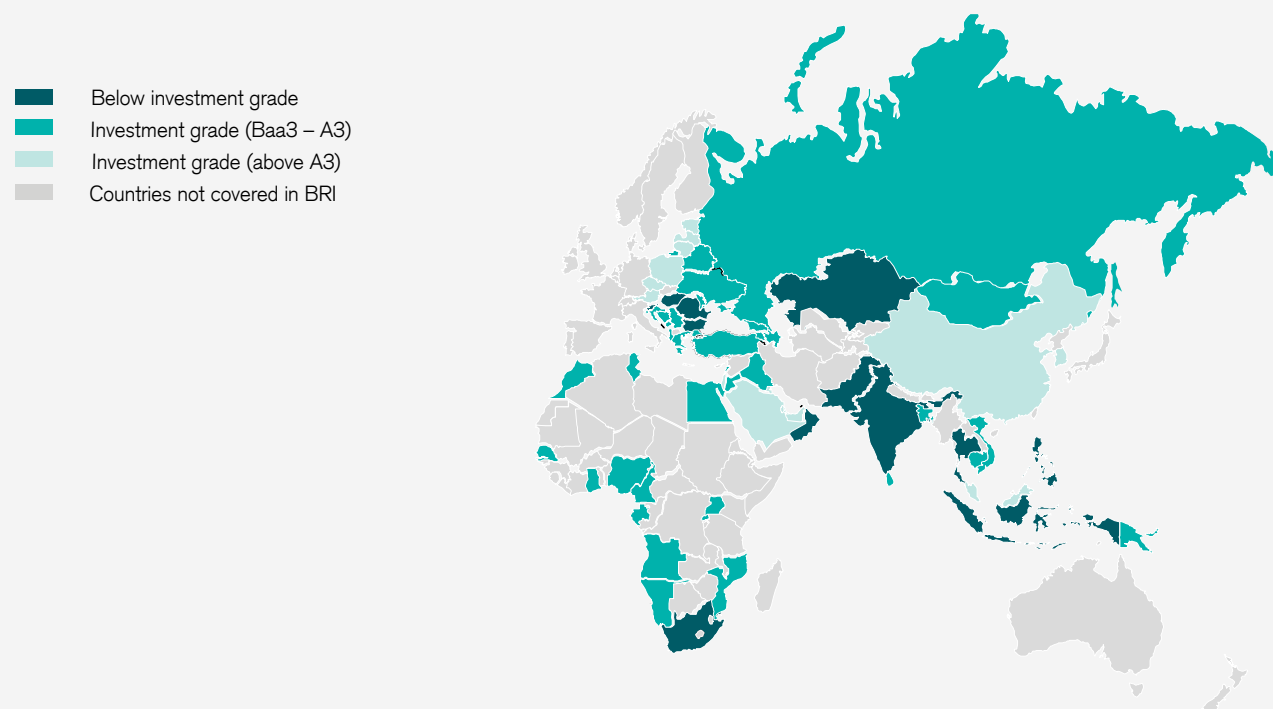 Below investment grade
Investment grade (Baa3 – A3)
Investment grade (above A3)
Countries not covered in BRI